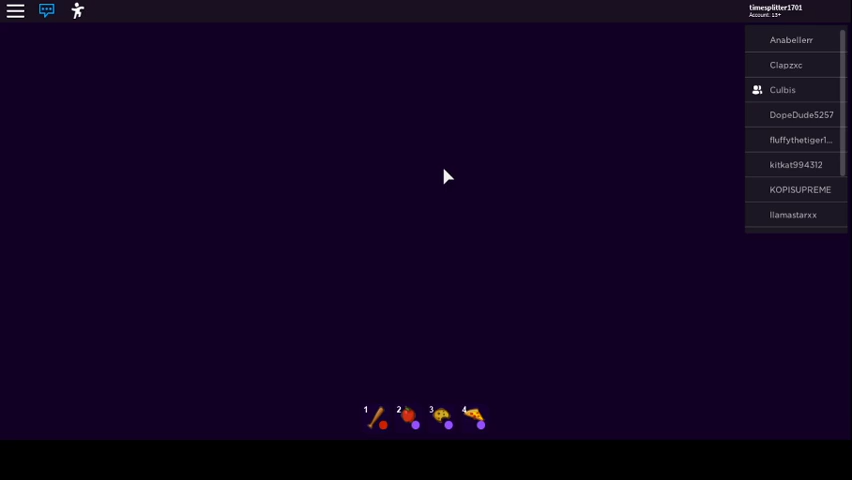 timesplitter1701
Account: 13+
Anabellerr
Clapzxc
Culbis
DopeDude5257
fluffythetiger1...
kitkat994312
KOPISUPREME
llamastarxx
1 2 3 4